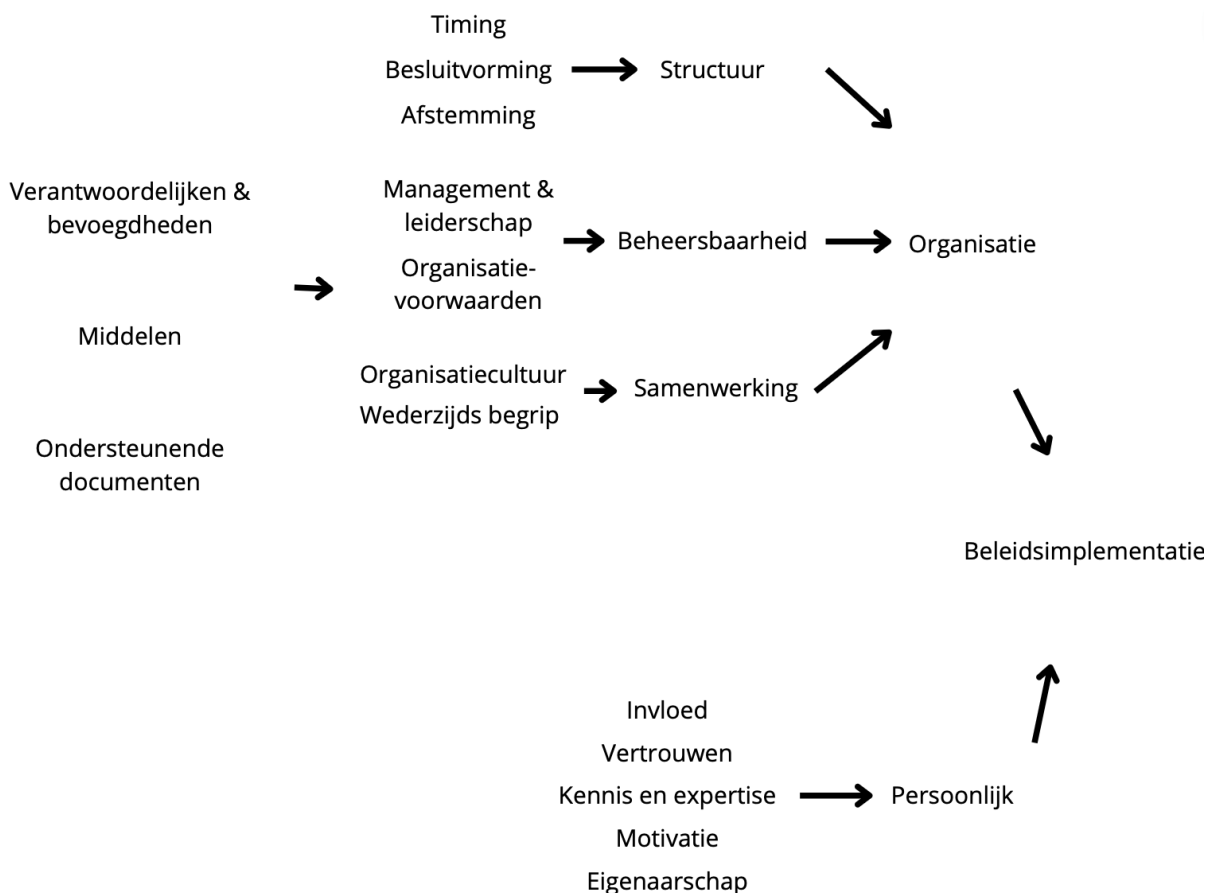 Timing
Besluitvorming
Structuur
Afstemming
Verantwoordelijken &
bevoegdheden
Management &
leiderschap
Organisatie-
voorwaarden
Beheersbaarheid
Organisatie
Middelen
Organisatiecultuur
Wederzijds begrip
Samenwerking
Ondersteunende
documenten
Beleidsimplementatie
Invloed
Vertrouwen
Kennis en expertise
Persoonlijk
Motivatie
Eigenaarschap